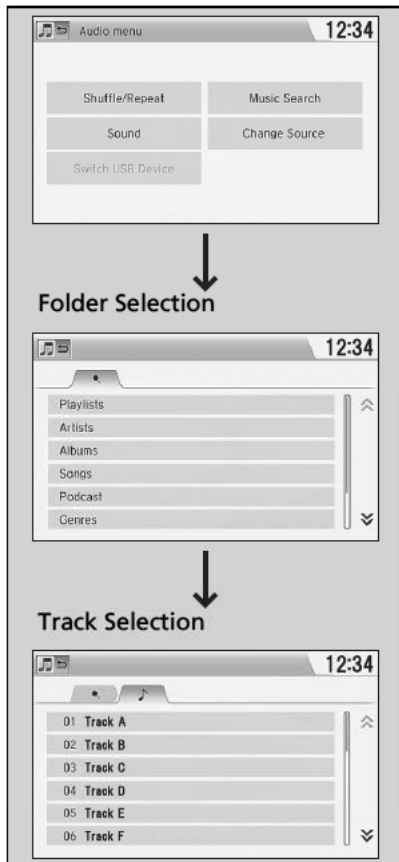 Audio menu 12:34
Shuffle/Repeat Music Search
Sound Change Source
Switch USB Device
Folder Selection
12:34
Playlists
Artists
Albums
Songs
Podcast
Genres
Track Selection
12:34
01 Track A
02 Track B
03 Track C
04 Track D
05 Track E
06 Track F